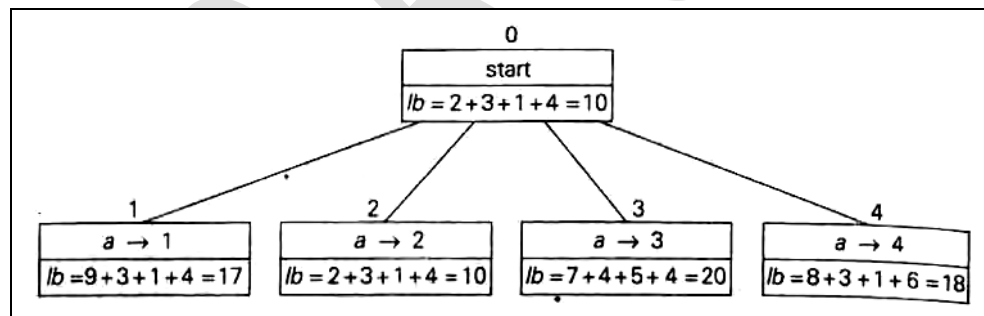 0
start
lb = 2+3+1+4 = 10
1
2
3
4
a → 1
a → 2
a → 3
a → 4
lb = 9+3+1+4 = 17
lb = 2+3+1+4 = 10
lb = 7+4+5+4 = 20
lb = 8+3+1+6 = 18